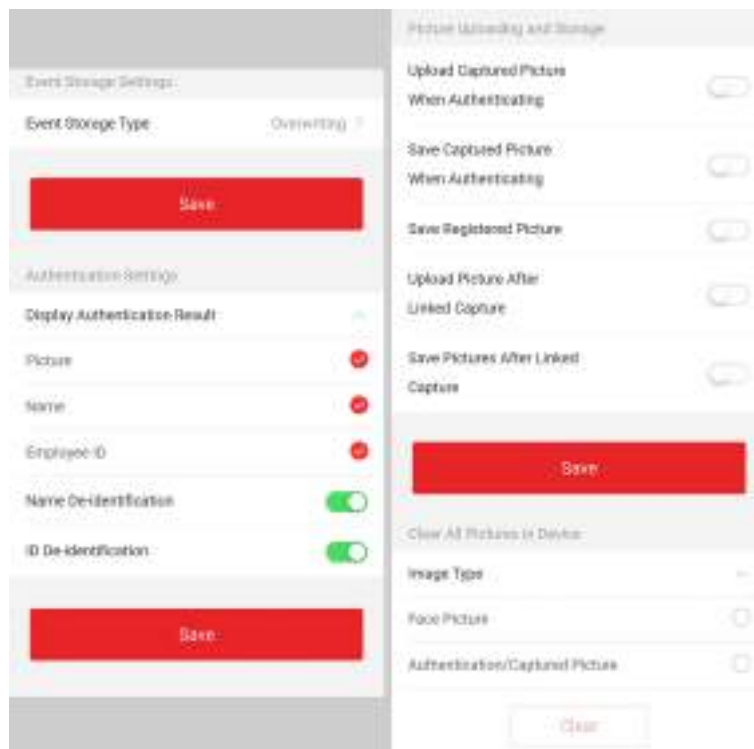 Event Storage Settings
Event Storage Type
Overwriting
Save
Authentication Settings
Display Authentication Result
Picture
Name
Employee ID
Name De-identification
ID De-identification
Save
Picture Uploading and Storage
Upload Captured Picture
When Authenticating
Save Captured Picture
When Authenticating
Save Registered Picture
Upload Picture After
Linked Capture
Save Pictures After Linked
Capture
Save
Clear All Pictures in Device
Image Type
Face Picture
Authentication/Captured Picture
Clear